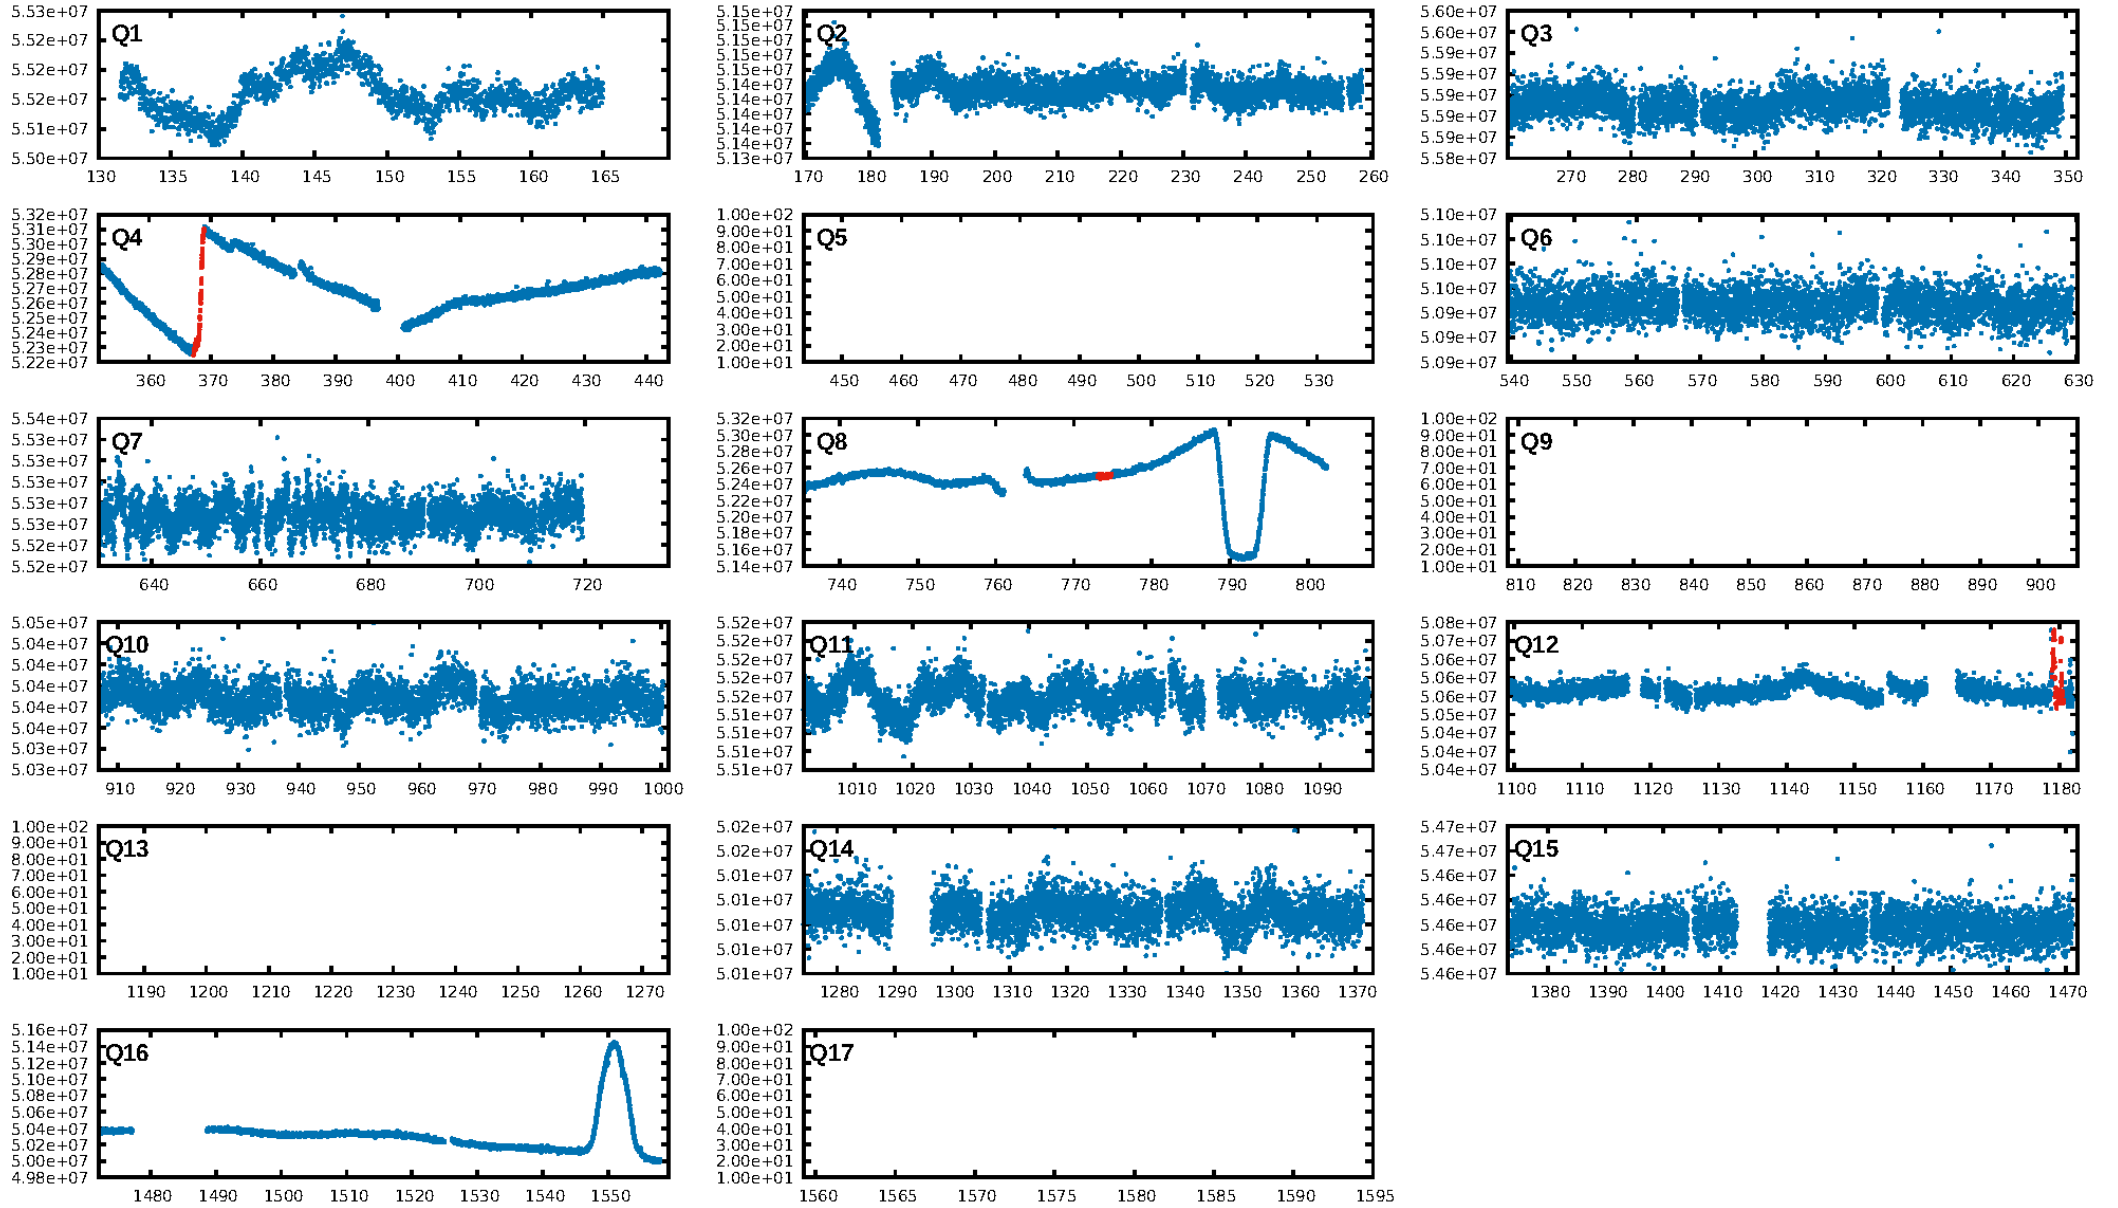 Q1
5.53e+07
5.52e+07
5.52e+07
5.52e+07
5.51e+07
5.50e+07
130 135 140 145 150 155 160 165
Q2
5.15e+07
5.15e+07
5.15e+07
5.15e+07
5.15e+07
5.14e+07
5.14e+07
5.14e+07
5.14e+07
5.14e+07
5.13e+07
170 180 190 200 210 220 230 240 250 260
Q3
5.60e+07
5.60e+07
5.59e+07
5.59e+07
5.59e+07
5.59e+07
5.59e+07
5.58e+07
270 280 290 300 310 320 330 340 350
Q4
5.32e+07
5.31e+07
5.30e+07
5.29e+07
5.28e+07
5.27e+07
5.26e+07
5.25e+07
5.24e+07
5.23e+07
5.22e+07
360 370 380 390 400 410 420 430 440
Q5
1.00e+02
9.00e+01
8.00e+01
7.00e+01
6.00e+01
5.00e+01
4.00e+01
3.00e+01
2.00e+01
1.00e+01
450 460 470 480 490 500 510 520 530
Q6
5.10e+07
5.10e+07
5.10e+07
5.10e+07
5.09e+07
5.09e+07
5.09e+07
540 550 560 570 580 590 600 610 620 630
Q7
5.54e+07
5.53e+07
5.53e+07
5.53e+07
5.53e+07
5.53e+07
5.52e+07
5.52e+07
640 660 680 700 720
Q8
5.32e+07
5.30e+07
5.28e+07
5.26e+07
5.24e+07
5.22e+07
5.20e+07
5.18e+07
5.16e+07
5.14e+07
740 750 760 770 780 790 800
Q9
1.00e+02
9.00e+01
8.00e+01
7.00e+01
6.00e+01
5.00e+01
4.00e+01
3.00e+01
2.00e+01
1.00e+01
810 820 830 840 850 860 870 880 890 900
Q10
5.05e+07
5.04e+07
5.04e+07
5.04e+07
5.04e+07
5.04e+07
5.03e+07
5.03e+07
910 920 930 940 950 960 970 980 990 1000
Q11
5.52e+07
5.52e+07
5.52e+07
5.52e+07
5.52e+07
5.51e+07
5.51e+07
5.51e+07
5.51e+07
1010 1020 1030 1040 1050 1060 1070 1080 1090
Q12
5.08e+07
5.07e+07
5.06e+07
5.06e+07
5.06e+07
5.05e+07
5.05e+07
5.04e+07
5.04e+07
1100 1110 1120 1130 1140 1150 1160 1170 1180
Q13
1.00e+02
9.00e+01
8.00e+01
7.00e+01
6.00e+01
5.00e+01
4.00e+01
3.00e+01
2.00e+01
1.00e+01
1190 1200 1210 1220 1230 1240 1250 1260 1270
Q14
5.02e+07
5.02e+07
5.01e+07
5.01e+07
5.01e+07
5.01e+07
5.01e+07
1280 1290 1300 1310 1320 1330 1340 1350 1360 1370
Q15
5.47e+07
5.47e+07
5.46e+07
5.46e+07
5.46e+07
5.46e+07
5.46e+07
1380 1390 1400 1410 1420 1430 1440 1450 1460 1470
Q16
5.16e+07
5.14e+07
5.12e+07
5.10e+07
5.08e+07
5.06e+07
5.04e+07
5.02e+07
5.00e+07
4.98e+07
1480 1490 1500 1510 1520 1530 1540 1550
Q17
1.00e+02
9.00e+01
8.00e+01
7.00e+01
6.00e+01
5.00e+01
4.00e+01
3.00e+01
2.00e+01
1.00e+01
1560 1565 1570 1575 1580 1585 1590 1595